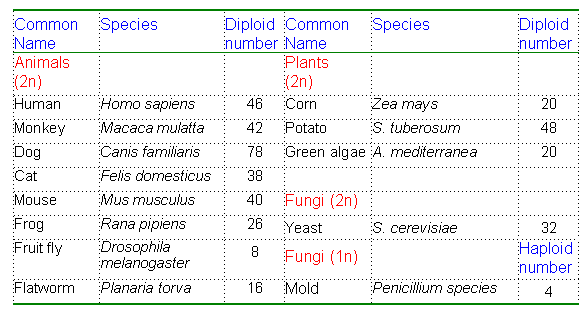 Common Species Diploid Common Species Diploid
Name number Name number
Animals Plants
(2n) (2n)
Human Homo sapiens 46 Corn Zea mays 20
Monkey Macaca mulatta 42 Potato S. tuberosum 48
Dog Canis familiaris 78 Green algae A. mediterranea 20
Cat Felis domesticus 38
Mouse Mus musculus 40 Fungi (2n)
Frog Rana pipiens 26 Yeast S. cerevisiae 32
Fruit fly Drosophila 8 Fungi (1n) Haploid
melanogaster number
Flatworm Planaria torva 16 Mold Penicillium species 4